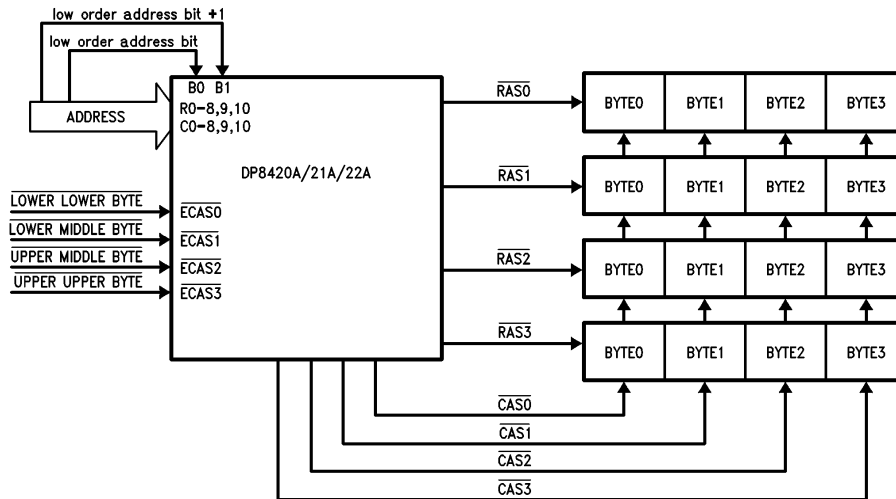 low order address bit +1
low order address bit
B0 B1
R0-8,9,10
C0-8,9,10
ADDRESS
DP8420A/21A/22A
LOWER LOWER BYTE
LOWER MIDDLE BYTE
UPPER MIDDLE BYTE
UPPER UPPER BYTE
ECAS0
ECAS1
ECAS2
ECAS3
RAS0
BYTE0 BYTE1 BYTE2 BYTE3
RAS1
BYTE0 BYTE1 BYTE2 BYTE3
RAS2
BYTE0 BYTE1 BYTE2 BYTE3
RAS3
BYTE0 BYTE1 BYTE2 BYTE3
CAS0
CAS1
CAS2
CAS3